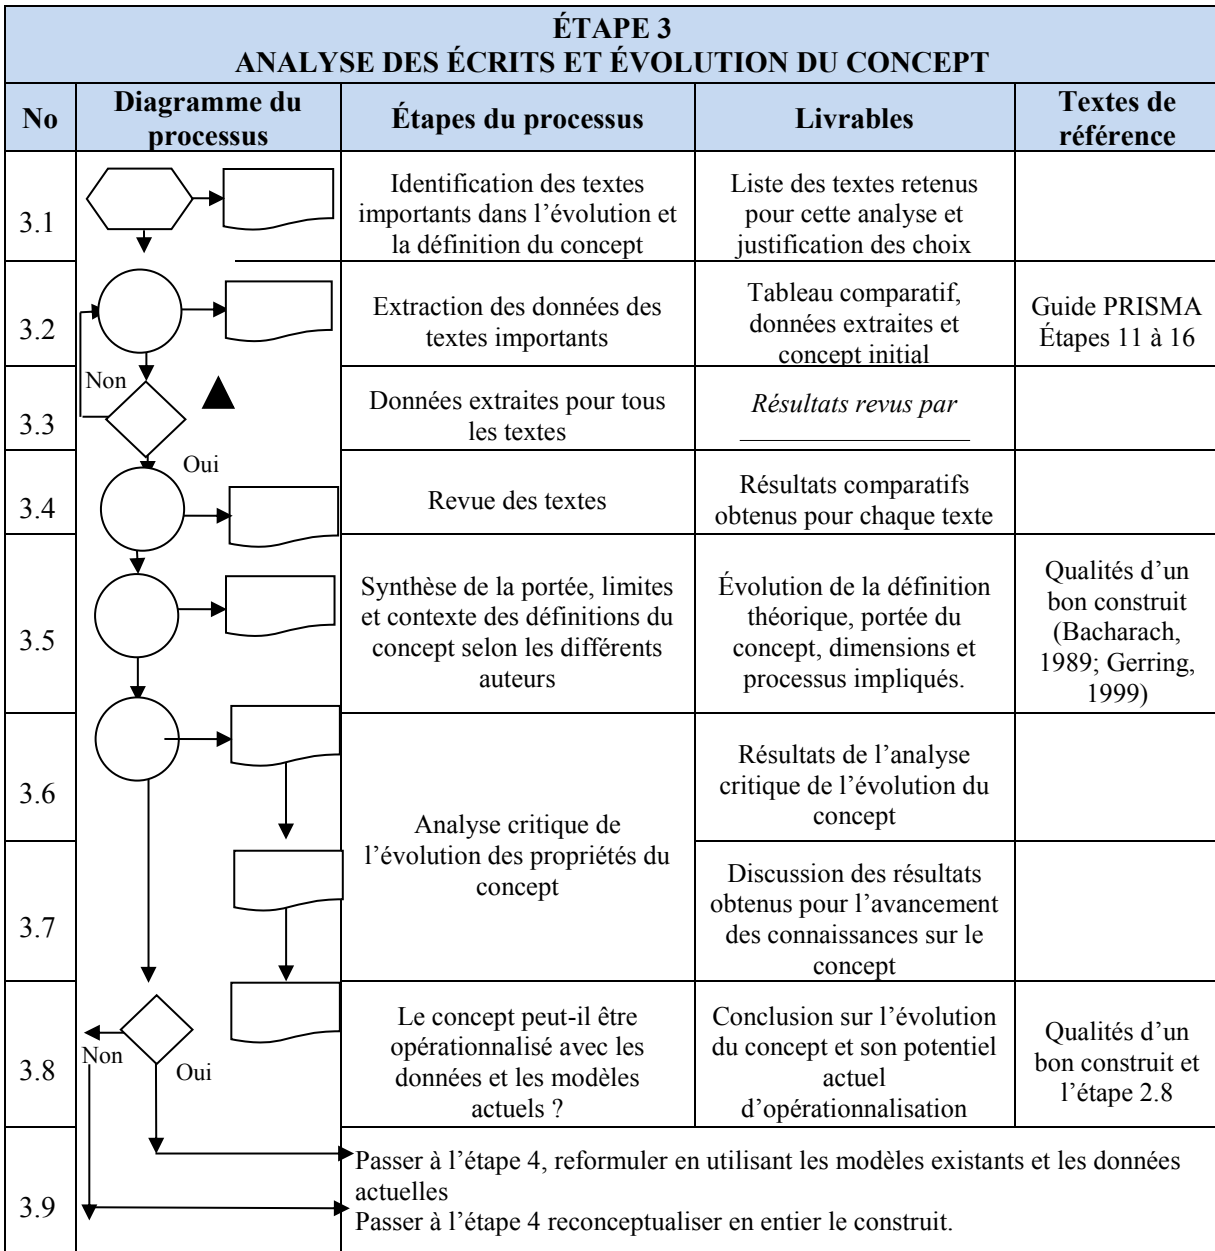 ÉTAPE 3
ANALYSE DES ÉCRITS ET ÉVOLUTION DU CONCEPT
No
Diagramme du
processus
Étapes du processus
Livrables
Textes de
référence
3.1
Identification des textes
importants dans l’évolution et
la définition du concept
Liste des textes retenus
pour cette analyse et
justification des choix
3.2
Extraction des données des
textes importants
Tableau comparatif,
données extraites et
concept initial
Guide PRISMA
Étapes 11 à 16
Non
3.3
Données extraites pour tous
les textes
Résultats revus par
Oui
3.4
Revue des textes
Résultats comparatifs
obtenus pour chaque texte
3.5
Synthèse de la portée, limites
et contexte des définitions du
concept selon les différents
auteurs
Évolution de la définition
théorique, portée du
concept, dimensions et
processus impliqués.
Qualités d’un
bon construit
(Bacharach,
1989; Gerring,
1999)
3.6
Analyse critique de
l’évolution des propriétés du
concept
Résultats de l’analyse
critique de l’évolution du
concept
3.7
Discussion des résultats
obtenus pour l’avancement
des connaissances sur le
concept
3.8
Non
Oui
Le concept peut-il être
opérationnalisé avec les
données et les modèles
actuels ?
Conclusion sur l’évolution
du concept et son potentiel
actuel
d’opérationnalisation
Qualités d’un
bon construit et
l’étape 2.8
3.9
Passer à l’étape 4, reformuler en utilisant les modèles existants et les données
actuelles
Passer à l’étape 4 reconceptualiser en entier le construit.